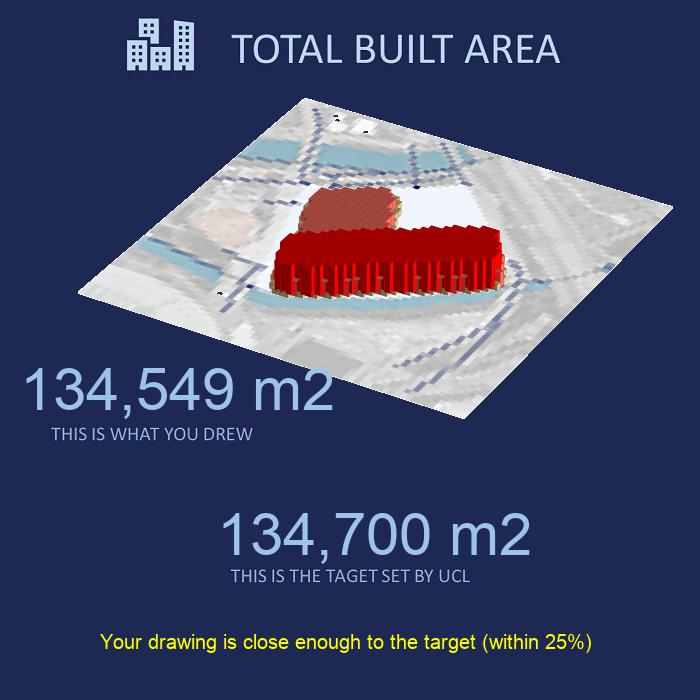 TOTAL BUILT AREA
134,549 m2
THIS IS WHAT YOU DREW
134,700 m2
THIS IS THE TAGET SET BY UCL
Your drawing is close enough to the target (within 25%)